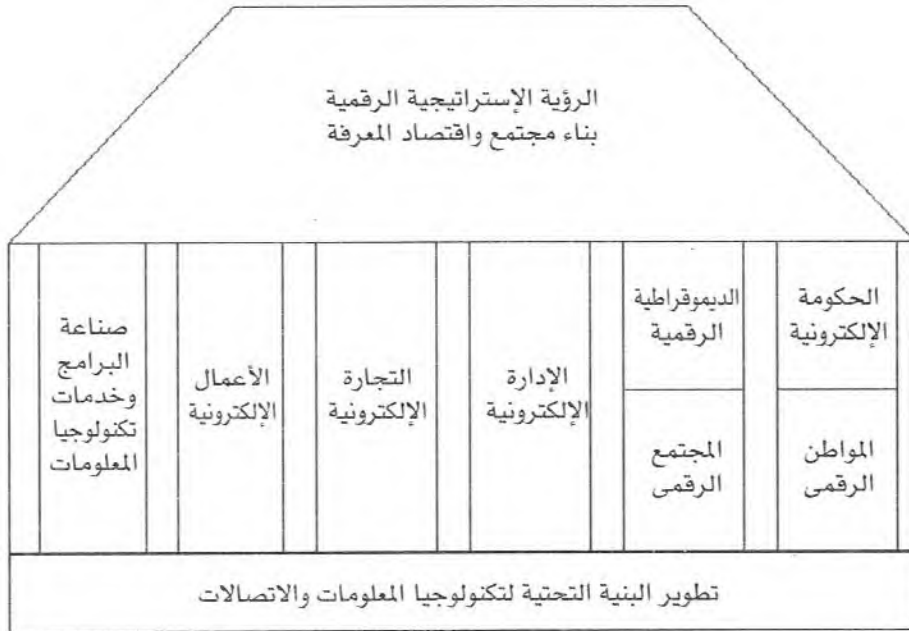 الرؤية الإستراتيجية الرقمية
بناء مجتمع واقتصاد المعرفة
الحكومة
الإلكترونية
المواطن
الرقمى
الديموقراطية
الرقمية
المجتمع
الرقمى
الإدارة
الإلكترونية
التجارة
الإلكترونية
الأعمال
الإلكترونية
صناعة
البرامج
وخدمات
تكنولوجيا
المعلومات
تطوير البنية التحتية لتكنولوجيا المعلومات والاتصالات